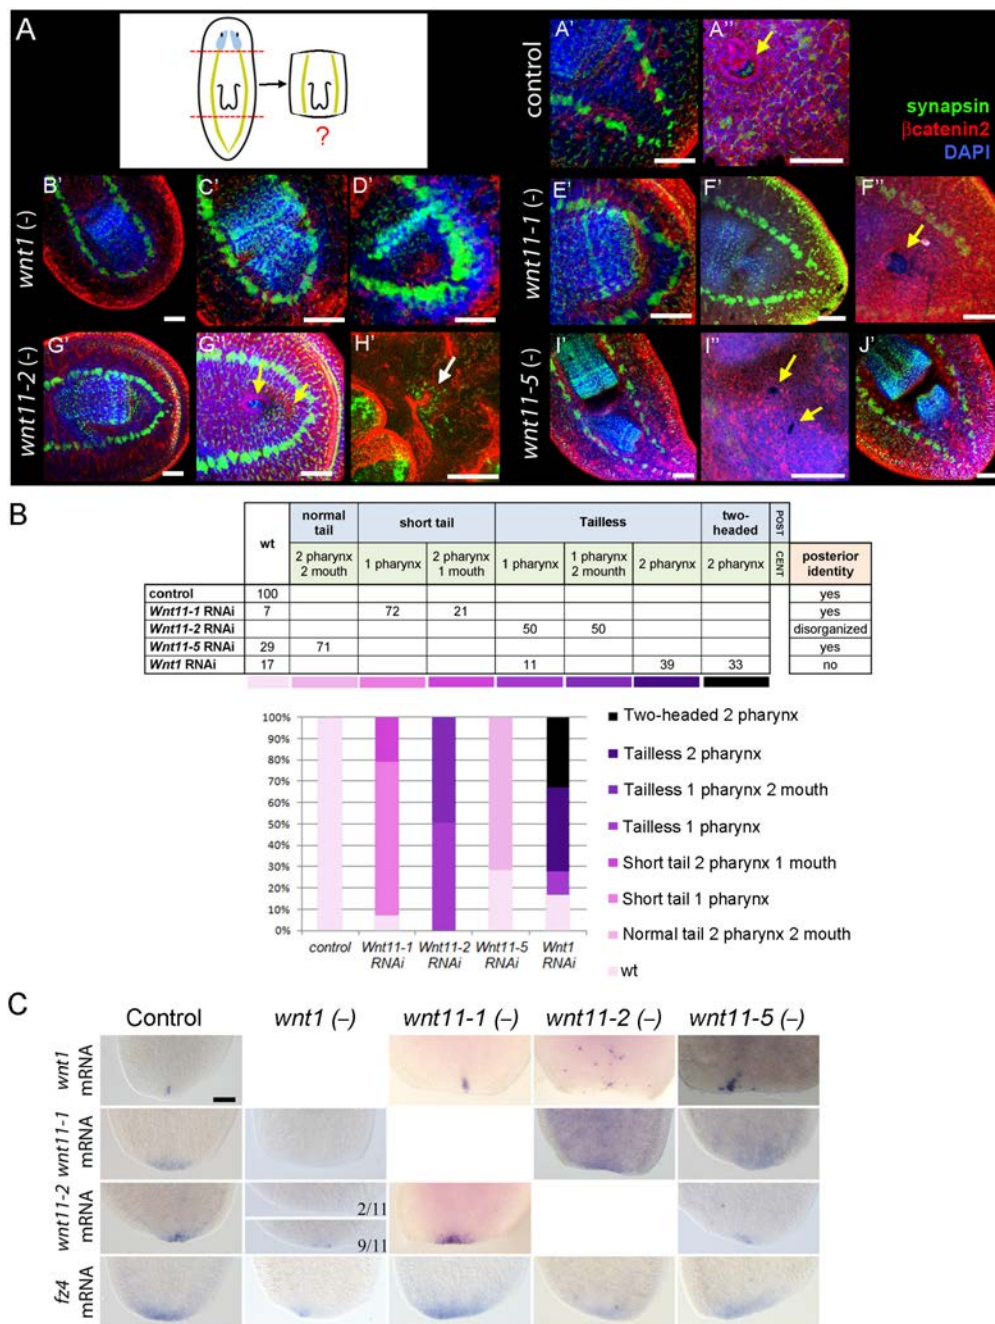 A
?
control
A'
A''
synapsin
βcatenin2
DAPI
wnt1 (-)
B'
C'
D'
wnt11-1 (-)
E'
F'
F''
wnt11-2 (-)
G'
G''
H'
wnt11-5 (-)
I'
I''
J'
B
wt normal tail short tail Tailless two-headed POST
2 pharynx 2 mouth 1 pharynx 2 pharynx 1 mouth 1 pharynx 1 pharynx 2 mounth 2 pharynx 2 pharynx CENT posterior identity
control 100 yes
Wnt11-1 RNAi 7 72 21 yes
Wnt11-2 RNAi 50 50 disorganized
Wnt11-5 RNAi 29 71 yes
Wnt1 RNAi 17 11 39 33 no
100%
90%
80%
70%
60%
50%
40%
30%
20%
10%
0%
control Wnt11-1 RNAi Wnt11-2 RNAi Wnt11-5 RNAi Wnt1 RNAi
Two-headed 2 pharynx
Tailless 2 pharynx
Tailless 1 pharynx 2 mouth
Tailless 1 pharynx
Short tail 2 pharynx 1 mouth
Short tail 1 pharynx
Normal tail 2 pharynx 2 mouth
wt
C
Control wnt1 (–) wnt11-1 (–) wnt11-2 (–) wnt11-5 (–)
wnt1 mRNA
wnt11-1 mRNA
wnt11-2 mRNA
2/11
9/11
fz4 mRNA